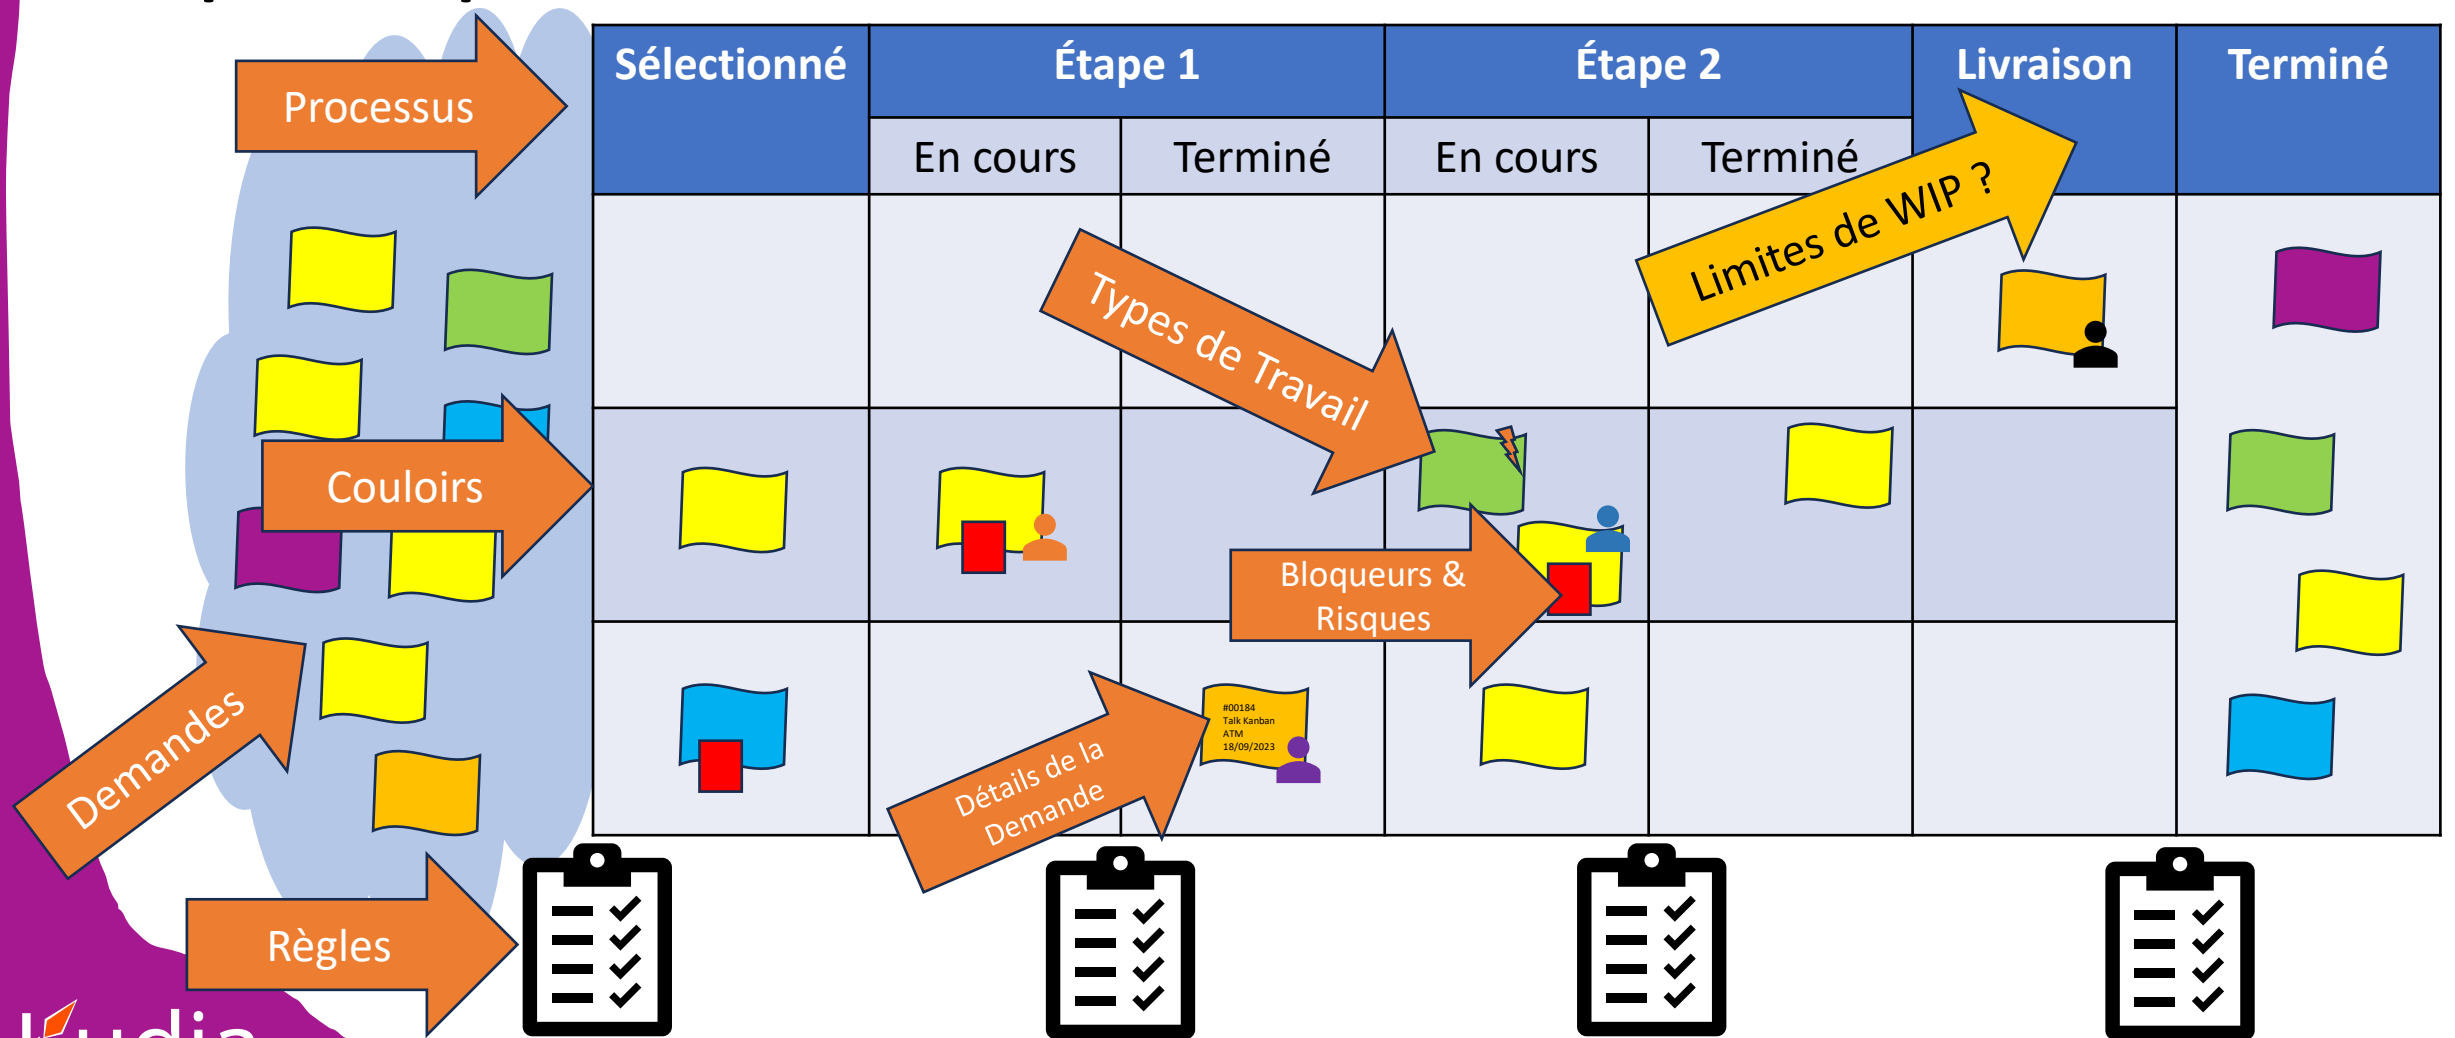 Processus
Sélectionné
Étape 1
Étape 2
Livraison
Terminé
En cours
Terminé
En cours
Terminé
Limites de WIP ?
Types de Travail
Couloirs
Bloqueurs &
Risques
Demandes
Détails de la
Demande
#00184
Talk Kanban
ATM
18/09/2023
Règles